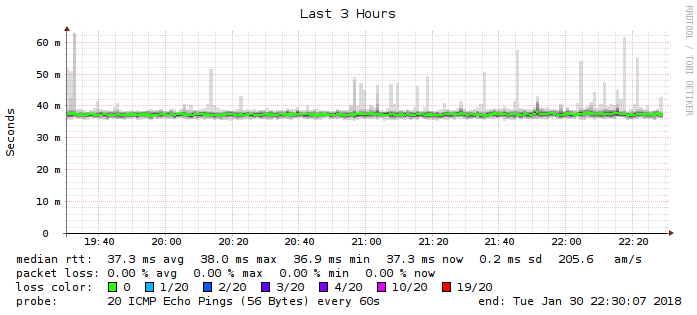 Last 3 Hours
RRDTOOL / TOBI OETIKER
Seconds
60 m
50 m
40 m
30 m
20 m
10 m
0
19:40 20:00 20:20 20:40 21:00 21:20 21:40 22:00 22:20
median rtt: 37.3 ms avg 38.0 ms max 36.9 ms min 37.3 ms now 0.2 ms sd 205.6 am/s
packet loss: 0.00 % avg 0.00 % max 0.00 % min 0.00 % now
loss color: 0 1/20 2/20 3/20 4/20 10/20 19/20
probe: 20 ICMP Echo Pings (56 Bytes) every 60s end: Tue Jan 30 22:30:07 2018